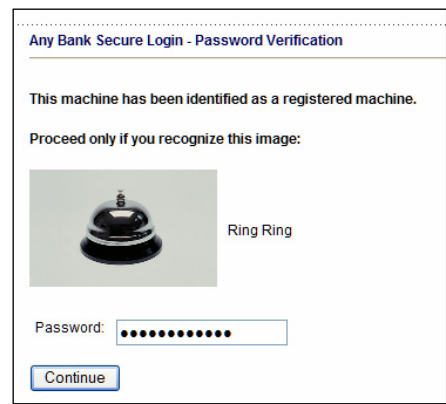 Any Bank Secure Login - Password Verification
This machine has been identified as a registered machine.
Proceed only if you recognize this image:
Ring Ring
Password: ••••••••••••
Continue